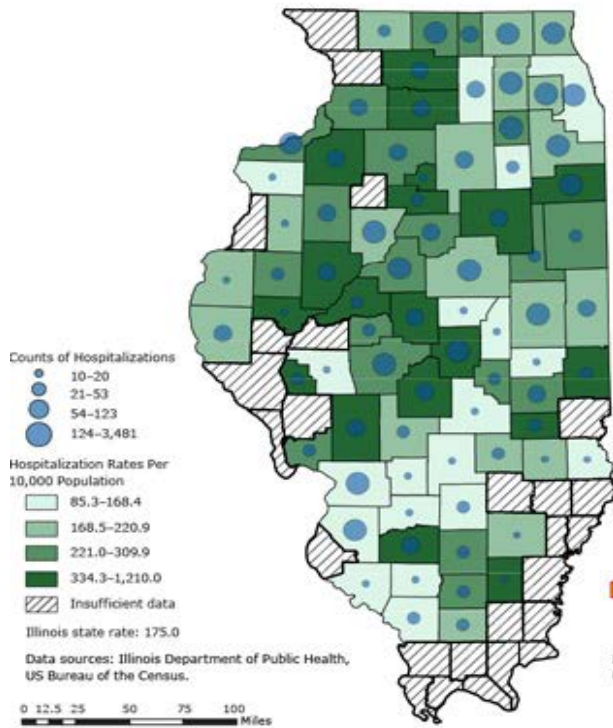 Counts of Hospitalizations
10–20
21–53
54–123
124–3,481
Hospitalization Rates Per
10,000 Population
85.3–168.4
168.5–220.9
221.0–309.9
334.3–1,210.0
Insufficient data
Illinois state rate: 175.0
Data sources: Illinois Department of Public Health,
US Bureau of the Census.
0 12.5 25 50 75 100
Miles